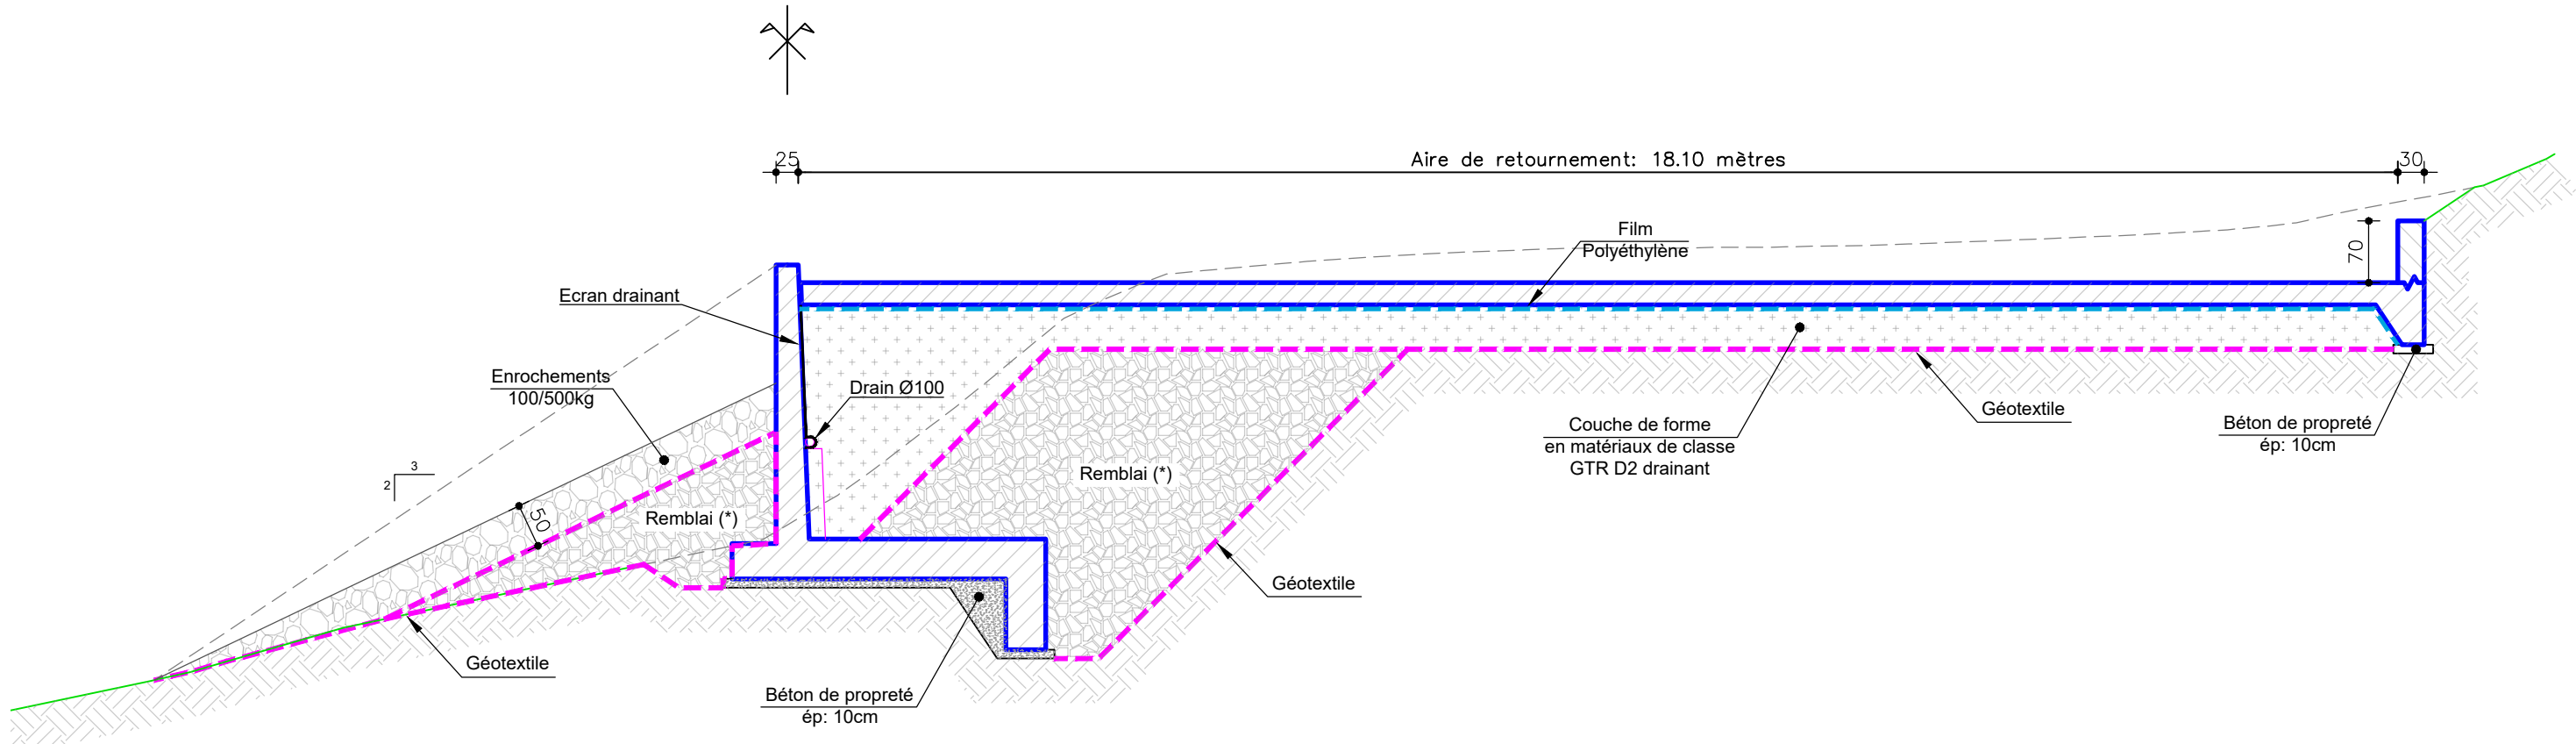 25
Aire de retournement: 18.10 mètres
30
Film
Polyéthylène
70
Ecran drainant
Enrochements
100/500kg
Drain Ø100
Couche de forme
en matériaux de classe
GTR D2 drainant
Géotextile
Béton de propreté
ép: 10cm
3
2
50
Remblai (*)
Remblai (*)
Géotextile
Géotextile
Béton de propreté
ép: 10cm